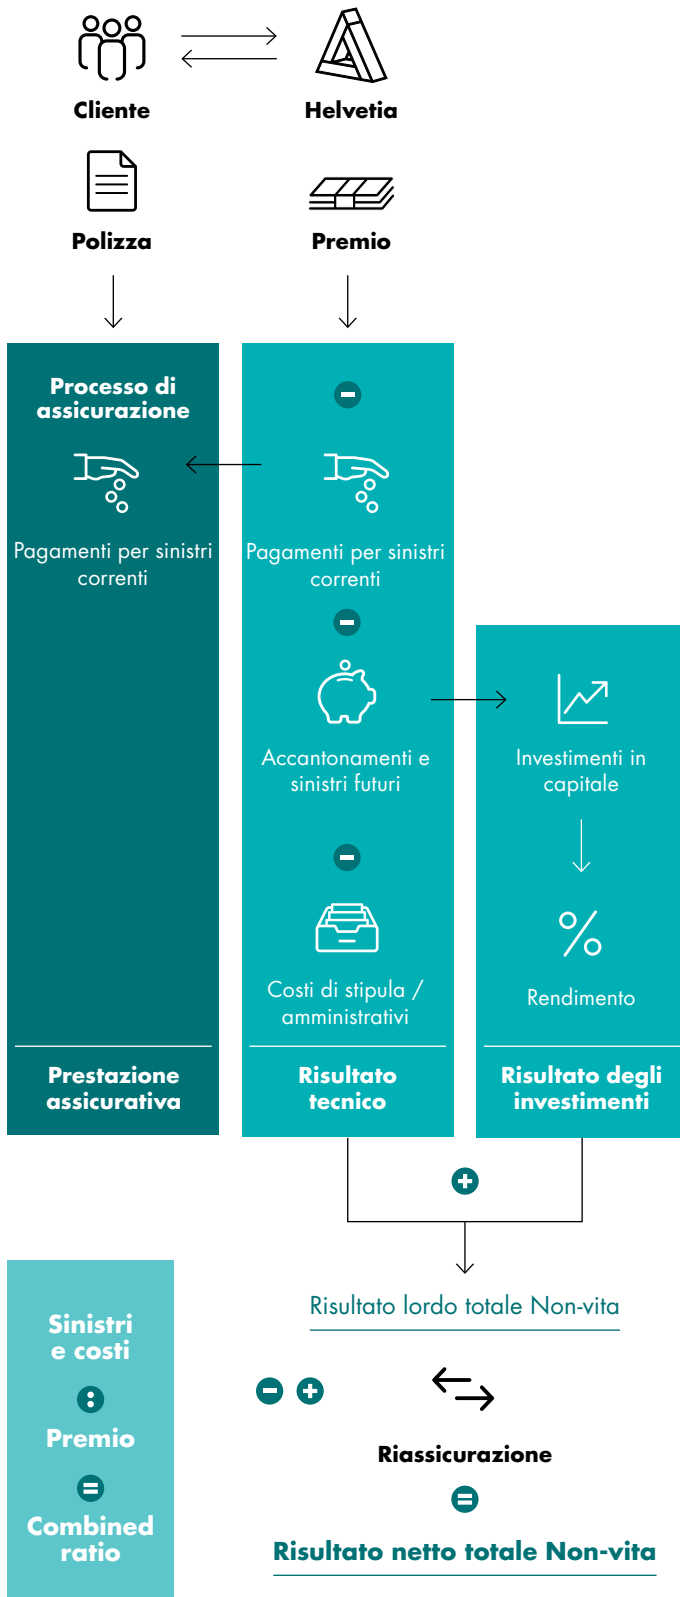 Cliente
Helvetia
Polizza
Premio
Processo di
assicurazione
Pagamenti per sinistri
correnti
Prestazione
assicurativa
Pagamenti per sinistri
correnti
Accantonamenti e
sinistri futuri
Costi di stipula /
amministrativi
Risultato
tecnico
Investimenti in
capitale
Rendimento
Risultato degli
investimenti
Risultato lordo totale Non-vita
Riassicurazione
Risultato netto totale Non-vita
Sinistri
e costi
:
Premio
=
Combined
ratio